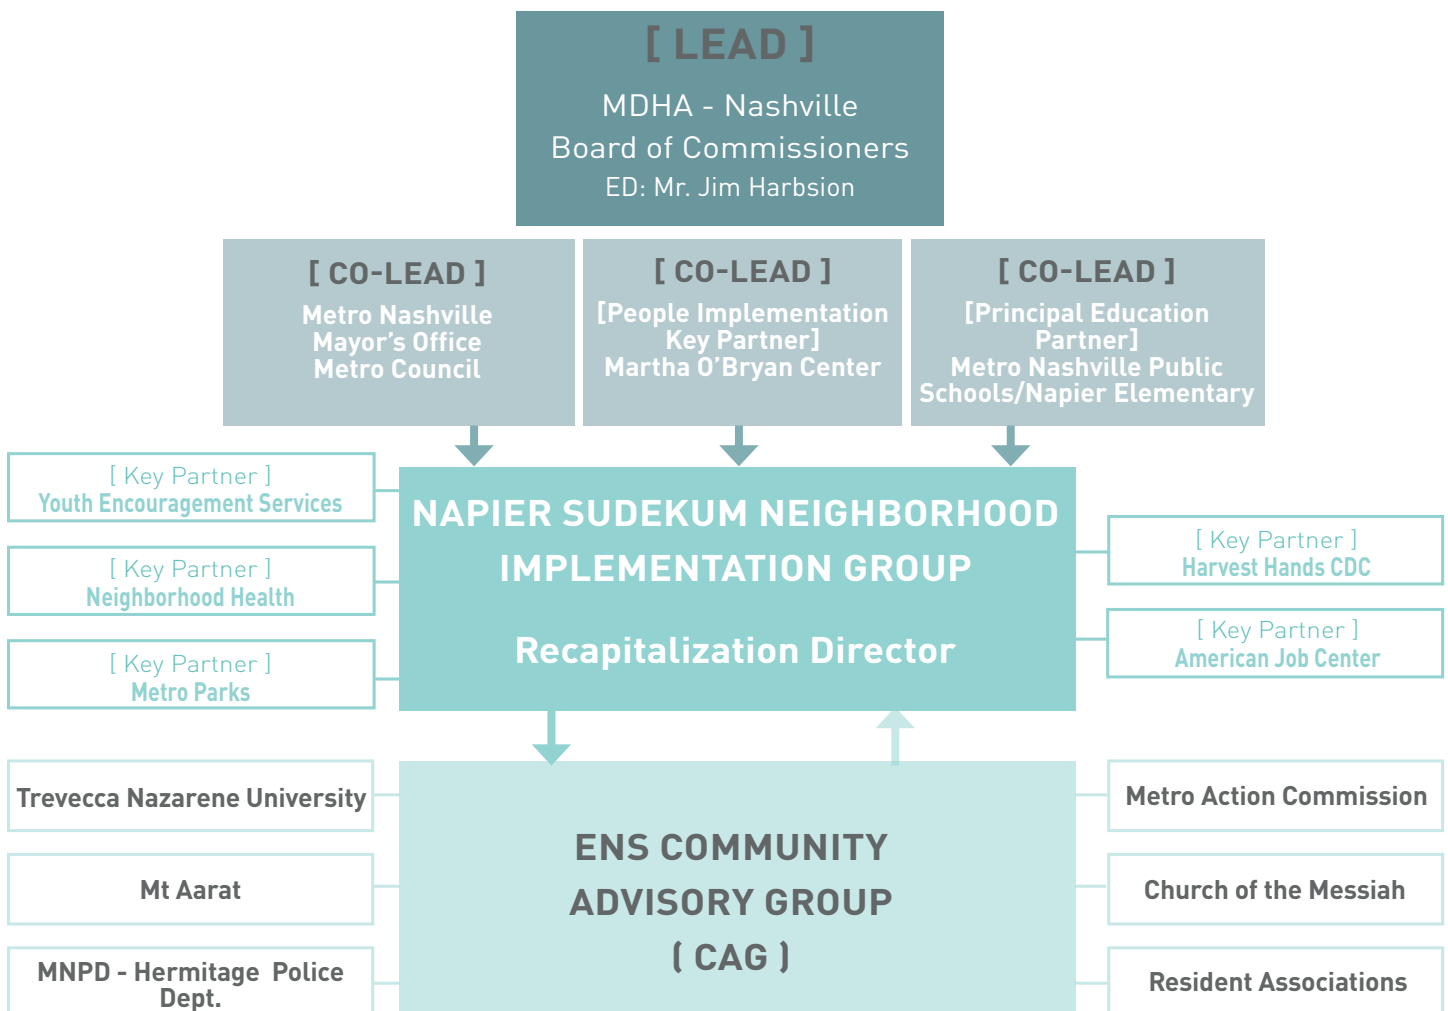 [ LEAD ]
MDHA - Nashville
Board of Commissioners
ED: Mr. Jim Harbsion
[ CO-LEAD ]
Metro Nashville
Mayor’s Office
Metro Council
[ CO-LEAD ]
[People Implementation
Key Partner]
Martha O’Bryan Center
[ CO-LEAD ]
[Principal Education
Partner]
Metro Nashville Public
Schools/Napier Elementary
[ Key Partner ]
Youth Encouragement Services
[ Key Partner ]
Neighborhood Health
[ Key Partner ]
Metro Parks
NAPIER SUDEKUM NEIGHBORHOOD
IMPLEMENTATION GROUP
Recapitalization Director
[ Key Partner ]
Harvest Hands CDC
[ Key Partner ]
American Job Center
Trevecca Nazarene University
Mt Aarat
MNPD - Hermitage Police
Dept.
ENS COMMUNITY
ADVISORY GROUP
( CAG )
Metro Action Commission
Church of the Messiah
Resident Associations